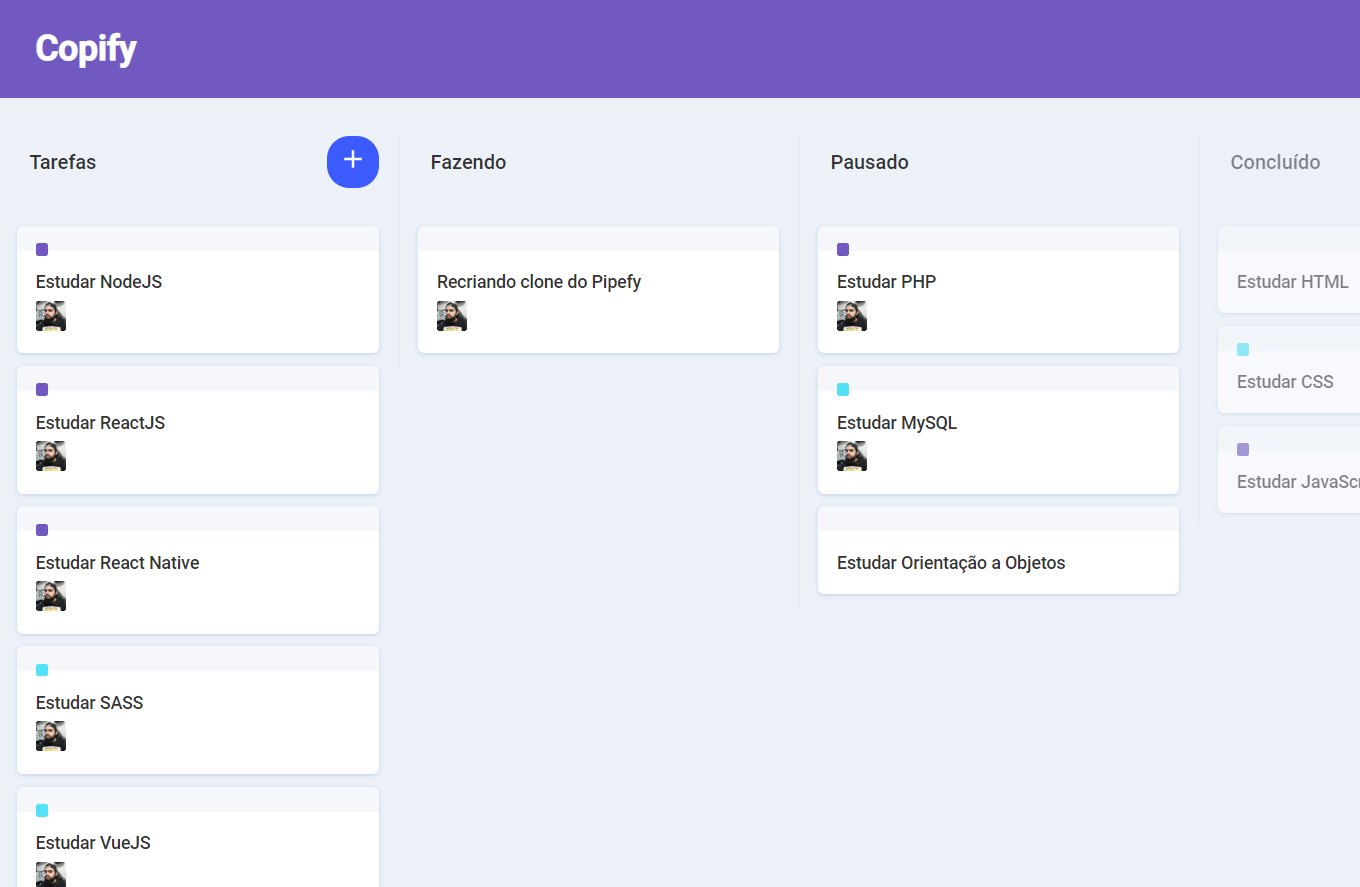 Copify
Tarefas
+
Estudar NodeJS
Estudar ReactJS
Estudar React Native
Estudar SASS
Estudar VueJS
Fazendo
Recriando clone do Pipefy
Pausado
Estudar PHP
Estudar MySQL
Estudar Orientação a Objetos
Concluído
Estudar HTML
Estudar CSS
Estudar JavaScr